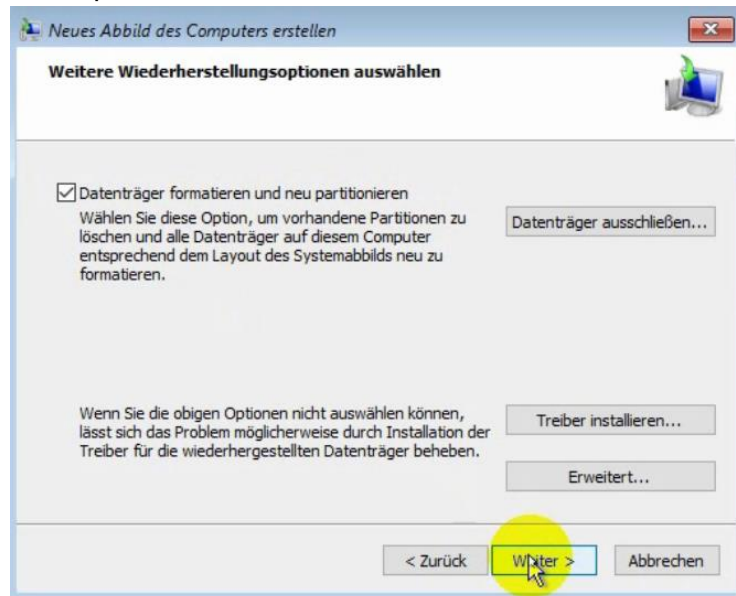 Neues Abbild des Computers erstellen
Weitere Wiederherstellungsoptionen auswählen
Datenträger formatieren und neu partitionieren
Wählen Sie diese Option, um vorhandene Partitionen zu
löschen und alle Datenträger auf diesem Computer
entsprechend dem Layout des Systemabbilds neu zu
formatieren.
Datenträger ausschließen...
Wenn Sie die obigen Optionen nicht auswählen können,
lässt sich das Problem möglicherweise durch Installation der
Treiber für die wiederhergestellten Datenträger beheben.
Treiber installieren...
Erweitert...
< Zurück
Weiter >
Abbrechen